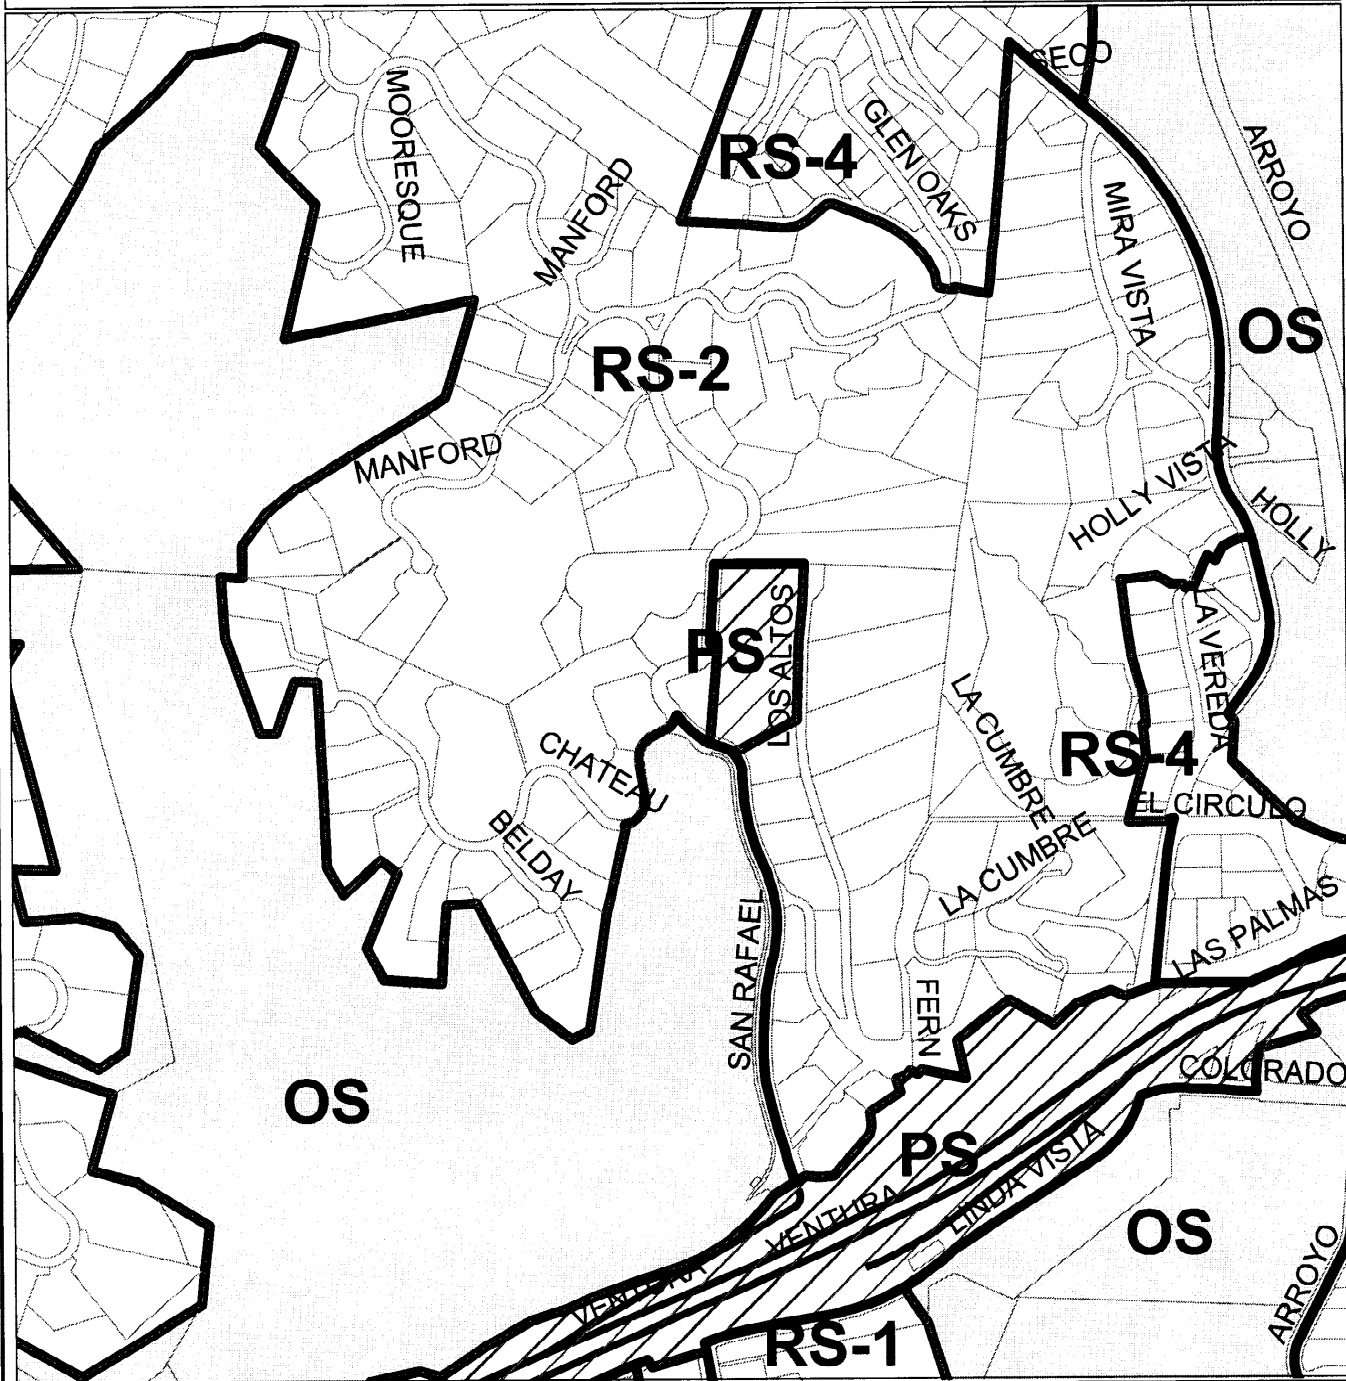 SECO
MOORESQUE
GLEN OAKS
ARROYO
RS-4
MANFORD
MIRA VISTA
OS
RS-2
MANFORD
HOLLY VISTA
HOLLY
LOS ALTOS
PS
LA VEREDA
LA CUMBRE
RS-4
CHATEAU
EL CIRCULO
BELDAY
LA CUMBRE
LAS PALMAS
SAN RAFAEL
FERN
COLORADO
OS
PS
LINDA VISTA
VENTURA
OS
VENTURA
ARROYO
RS-1